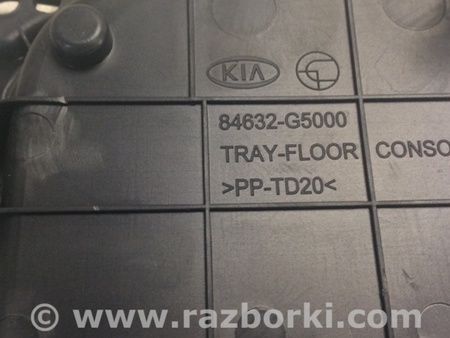 KIA
84632-G5000
TRAY-FLOOR CONSO
>PP-TD20<
© www.razborki.com